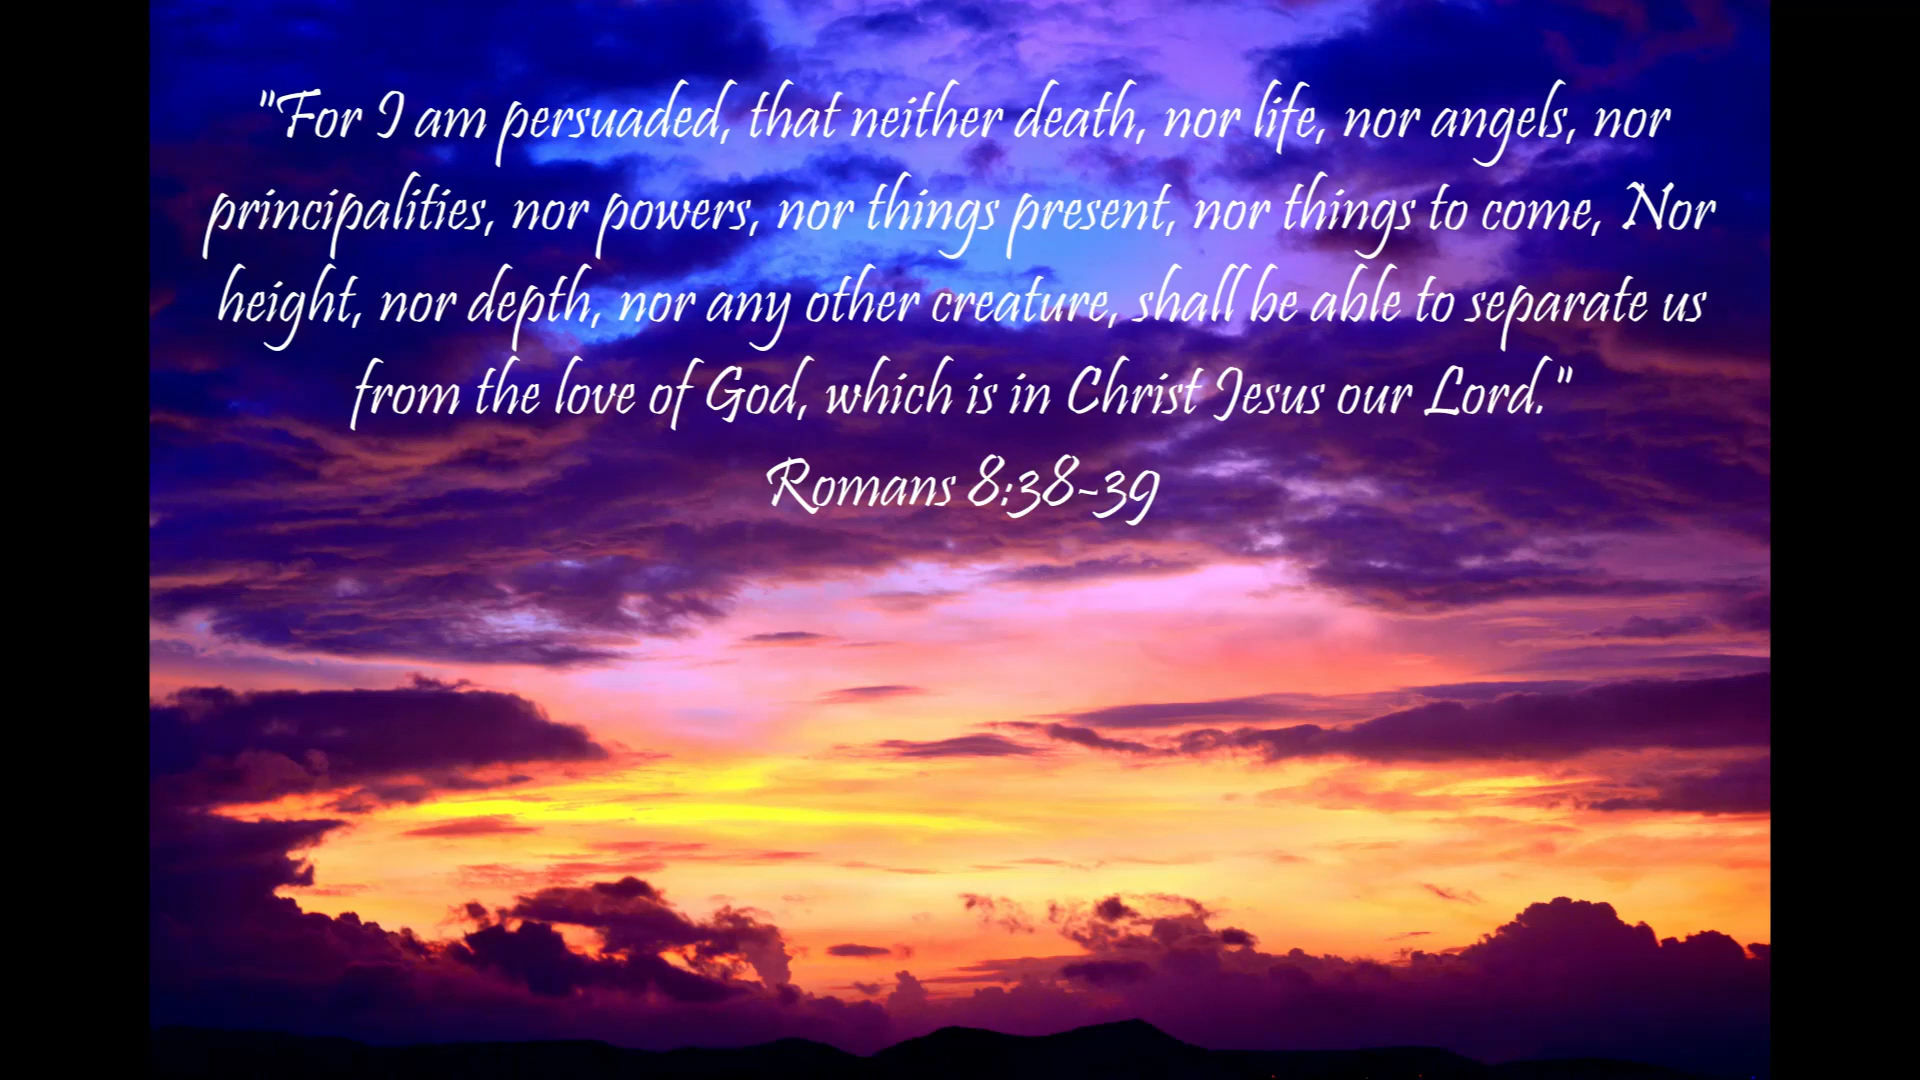 "For I am persuaded, that neither death, nor life, nor angels, nor
principalities, nor powers, nor things present, nor things to come, Nor
height, nor depth, nor any other creature, shall be able to separate us
from the love of God, which is in Christ Jesus our Lord."
Romans 8:38-39